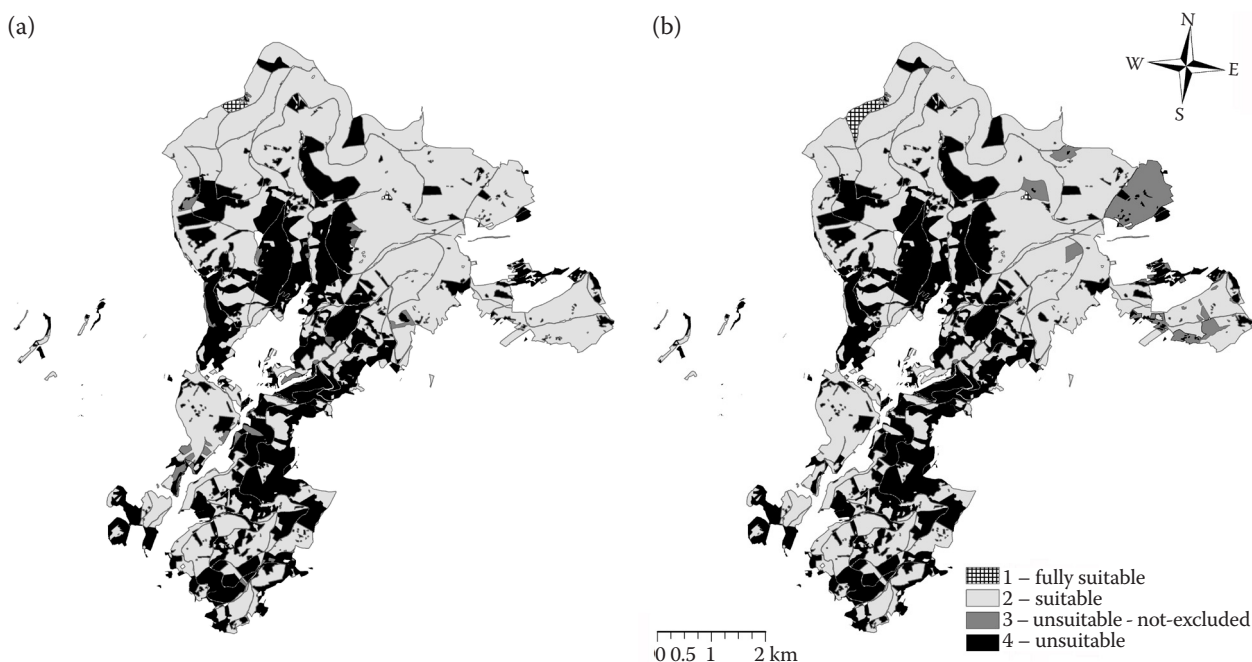 (a)
(b)
N
W E
S
1 – fully suitable
2 – suitable
3 – unsuitable - not-excluded
4 – unsuitable
0 0.5 1 2 km